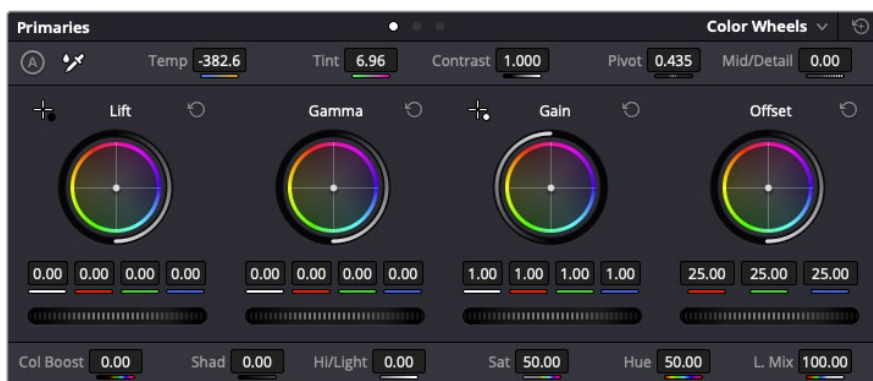 Primaries Color Wheels
A Temp -382.6 Tint 6.96 Contrast 1.000 Pivot 0.435 Mid/Detail 0.00
Lift Gamma Gain Offset
0.00 0.00 0.00 0.00 0.00 0.00 0.00 0.00 1.00 1.00 1.00 1.00 25.00 25.00 25.00
Col Boost 0.00 Shad 0.00 Hi/Light 0.00 Sat 50.00 Hue 50.00 L. Mix 100.00